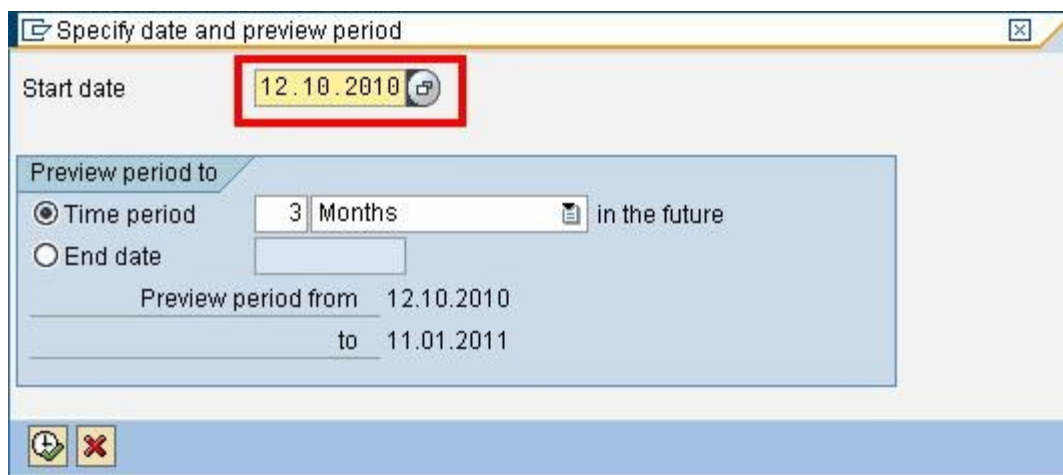 Specify date and preview period
Start date 12.10.2010
Preview period to
Time period 3 Months in the future
End date
Preview period from 12.10.2010
to 11.01.2011